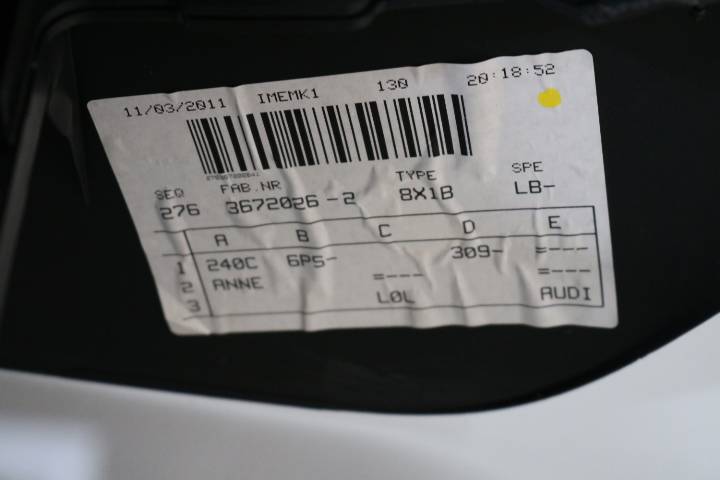 11/03/2011 IMEMK1 130 20:18:52
SEQ FAB.NR TYPE SPE
276 3672026-2 8X1B LB-
A B C D E
1 240C 6PS- 309- =---
2 ANNE =--- =---
3 L0L AUDI